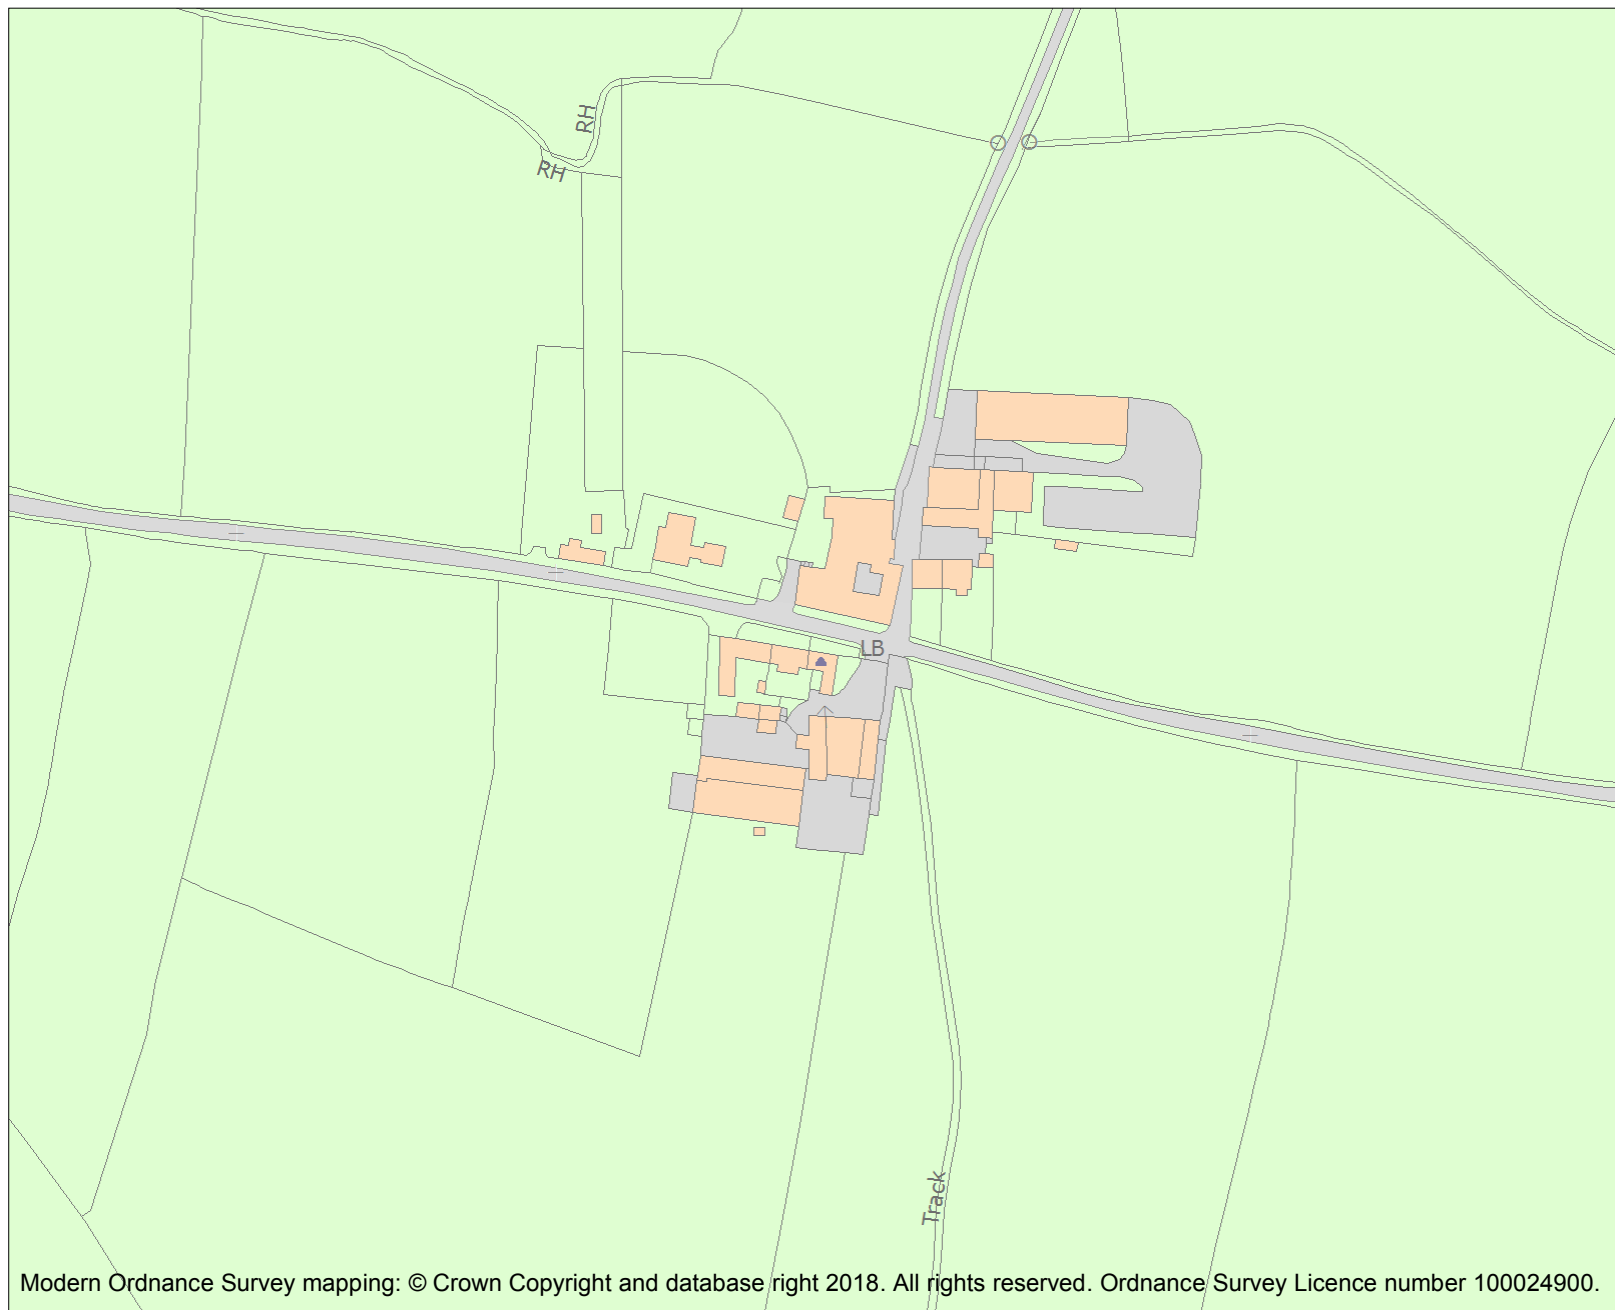 RH
RH
LB
Track
Modern Ordnance Survey mapping: © Crown Copyright and database right 2018. All rights reserved. Ordnance Survey Licence number 100024900.